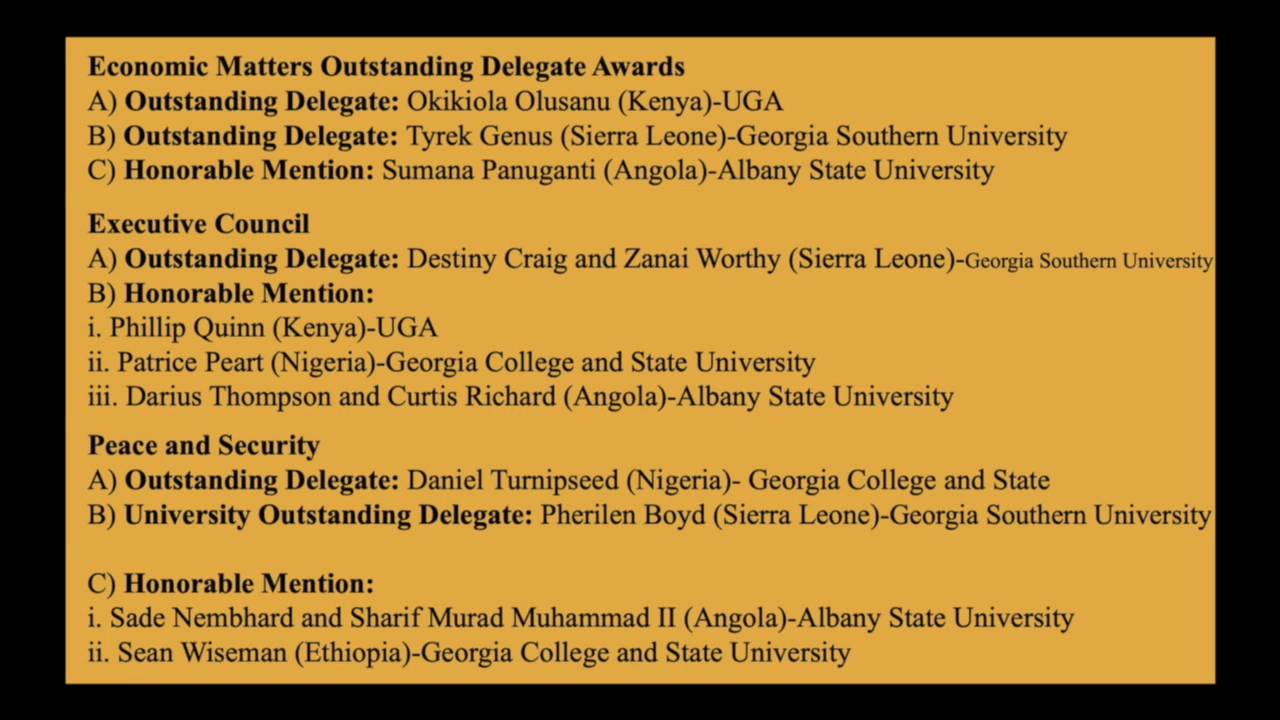 Economic Matters Outstanding Delegate Awards
A) Outstanding Delegate: Okikiola Olusanu (Kenya)-UGA
B) Outstanding Delegate: Tyrek Genus (Sierra Leone)-Georgia Southern University
C) Honorable Mention: Sumana Panuganti (Angola)-Albany State University
Executive Council
A) Outstanding Delegate: Destiny Craig and Zanai Worthy (Sierra Leone)-Georgia Southern University
B) Honorable Mention:
i. Phillip Quinn (Kenya)-UGA
ii. Patrice Peart (Nigeria)-Georgia College and State University
iii. Darius Thompson and Curtis Richard (Angola)-Albany State University
Peace and Security
A) Outstanding Delegate: Daniel Turnipseed (Nigeria)- Georgia College and State
B) University Outstanding Delegate: Pherilen Boyd (Sierra Leone)-Georgia Southern University
C) Honorable Mention:
i. Sade Nembhard and Sharif Murad Muhammad II (Angola)-Albany State University
ii. Sean Wiseman (Ethiopia)-Georgia College and State University